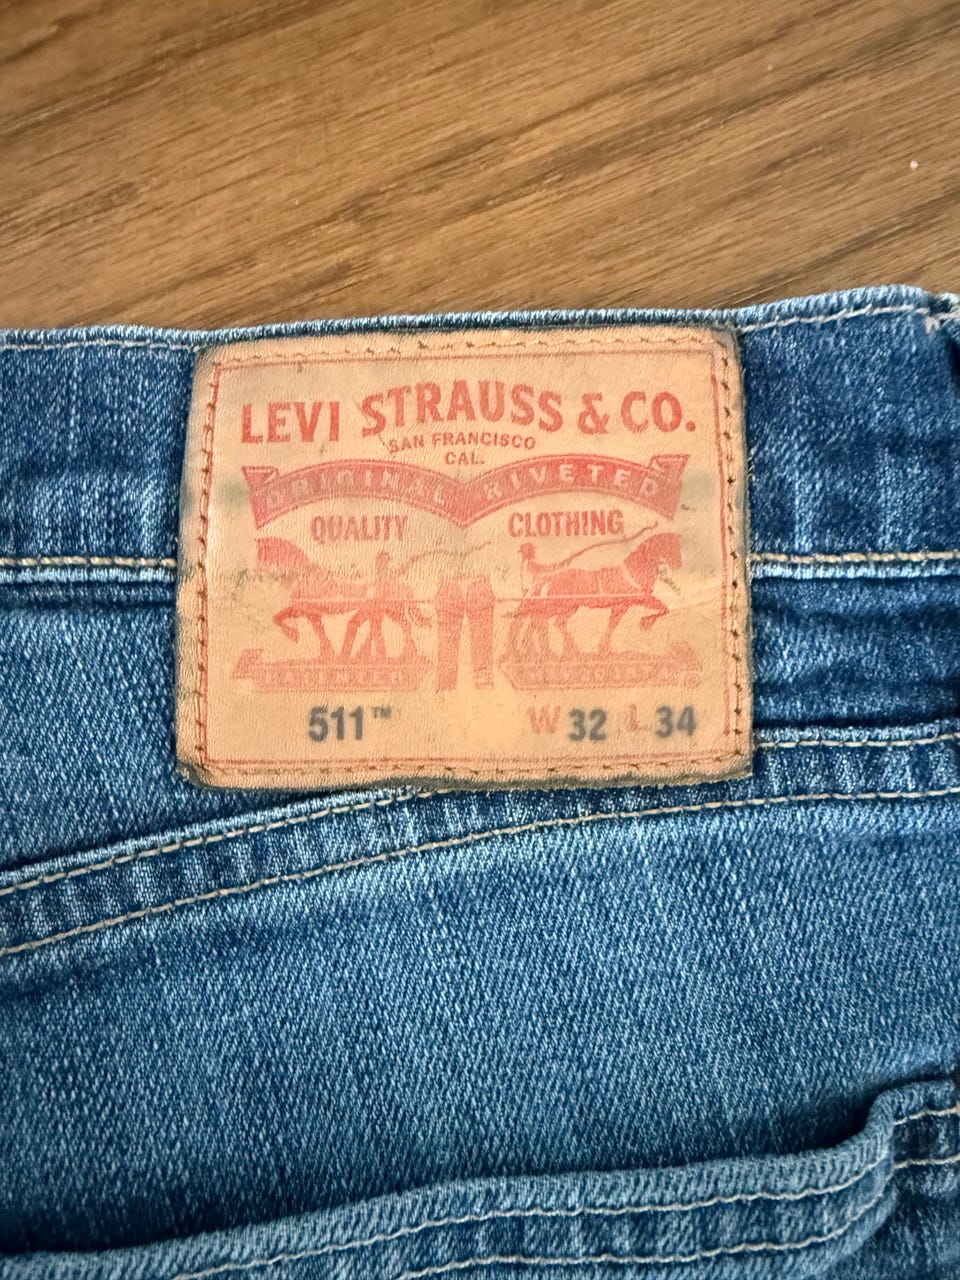 LEVI STRAUSS & CO.
SAN FRANCISCO
CAL.
ORIGINAL RIVETED
QUALITY CLOTHING
511™ W 32 L 34